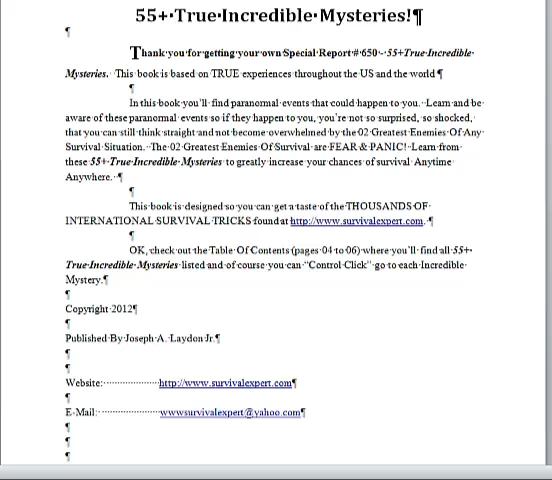 55+ True Incredible Mysteries!¶
¶
Thank you for getting your own Special Report # 650 - 55+ True Incredible
Mysteries. This book is based on TRUE experiences throughout the US and the world ¶
¶
In this book you'll find paranormal events that could happen to you. Learn and be
aware of these paranormal events so if they happen to you, you're not so surprised, so shocked,
that you can still think straight and not become overwhelmed by the 02 Greatest Enemies Of Any
Survival Situation. The 02 Greatest Enemies Of Survival are FEAR & PANIC! Learn from
these 55+ True Incredible Mysteries to greatly increase your chances of survival Anytime
Anywhere. ¶
¶
This book is designed so you can get a taste of the THOUSANDS OF
INTERNATIONAL SURVIVAL TRICKS found at http://www.survivalexpert.com. ¶
¶
OK, check out the Table Of Contents (pages 04 to 06) where you'll find all 55+
True Incredible Mysteries listed and of course you can "Control Click" go to each Incredible
Mystery.¶
¶
Copyright 2012¶
¶
Published By Joseph A. Laydon Jr.¶
¶
¶
Website: http://www.survivalexpert.com¶
¶
E-Mail: wwwsurvivalexpert@yahoo.com¶
¶
¶
¶